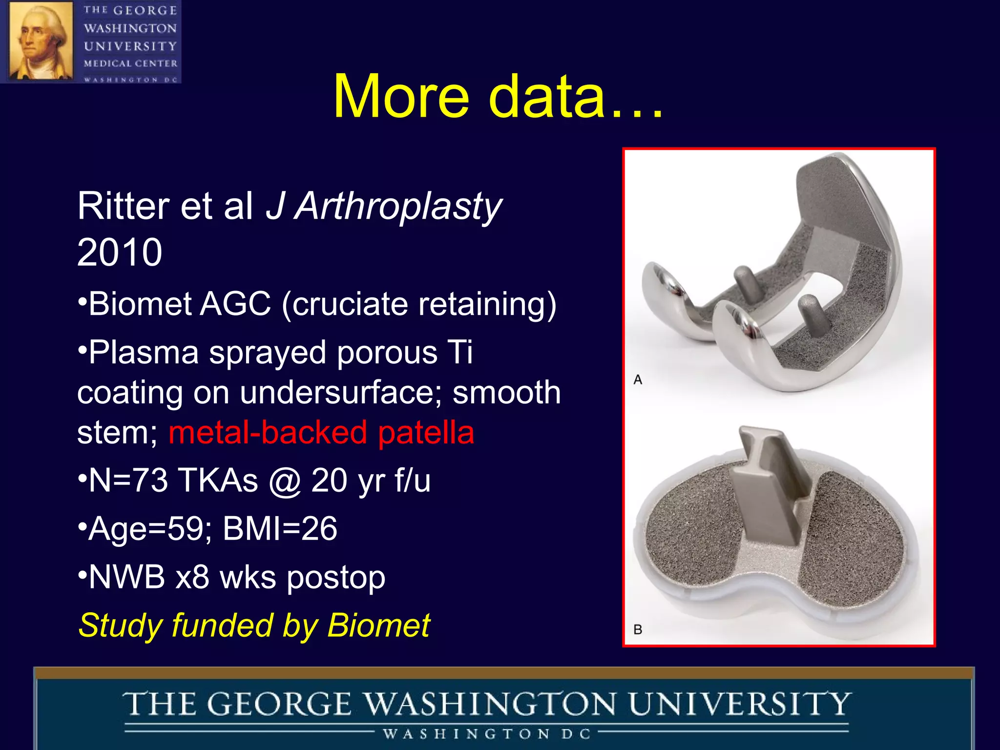 THE GEORGE
WASHINGTON
UNIVERSITY
MEDICAL CENTER
WASHINGTON DC
More data…
Ritter et al J Arthroplasty
2010
•Biomet AGC (cruciate retaining)
•Plasma sprayed porous Ti
coating on undersurface; smooth
stem; metal-backed patella
•N=73 TKAs @ 20 yr f/u
•Age=59; BMI=26
•NWB x8 wks postop
Study funded by Biomet
A
B
THE GEORGE WASHINGTON UNIVERSITY
WASHINGTON DC